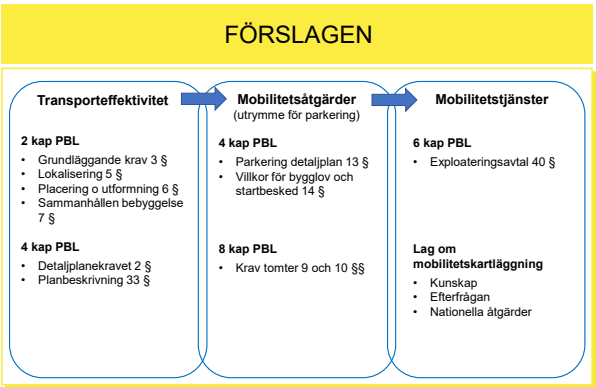 FÖRSLAGEN
Transporteffektivitet
2 kap PBL
• Grundläggande krav 3 §
• Lokalisering 5 §
• Placering o utformning 6 §
• Sammanhållen bebyggelse
7 §
4 kap PBL
• Detaljplanekravet 2 §
• Planbeskrivning 33 §
Mobilitetsåtgärder
(utrymme för parkering)
4 kap PBL
• Parkering detaljplan 13 §
• Villkor för bygglov och
startbesked 14 §
8 kap PBL
• Krav tomter 9 och 10 §§
Mobilitetstjänster
6 kap PBL
• Exploateringsavtal 40 §
Lag om
mobilitetskartläggning
• Kunskap
• Efterfrågan
• Nationella åtgärder